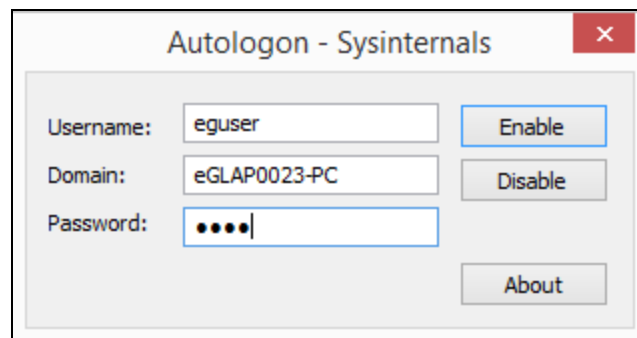 Autologon - Sysinternals
Username: eguser Enable
Domain: eGLAP0023-PC Disable
Password: ●●●●
About